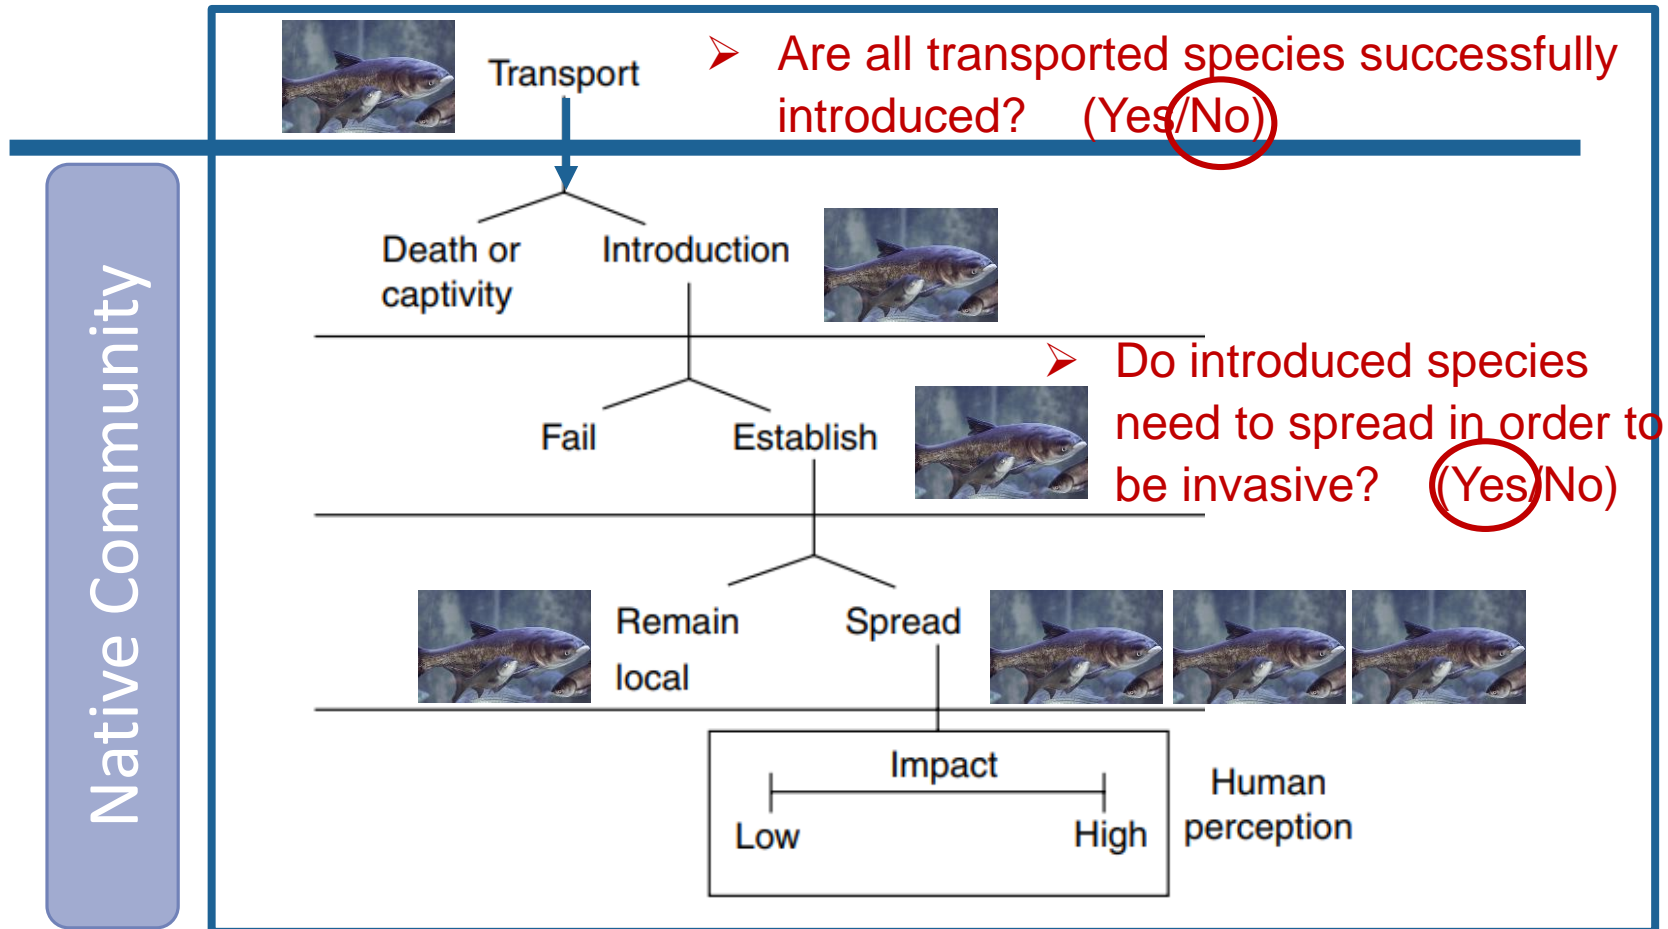 Transport
➢ Are all transported species successfully
introduced? (Yes/No)
Native Community
Death or
captivity
Introduction
➢ Do introduced species
need to spread in order to
be invasive? (Yes/No)
Fail
Establish
Remain
local
Spread
Impact
Low
High
Human
perception